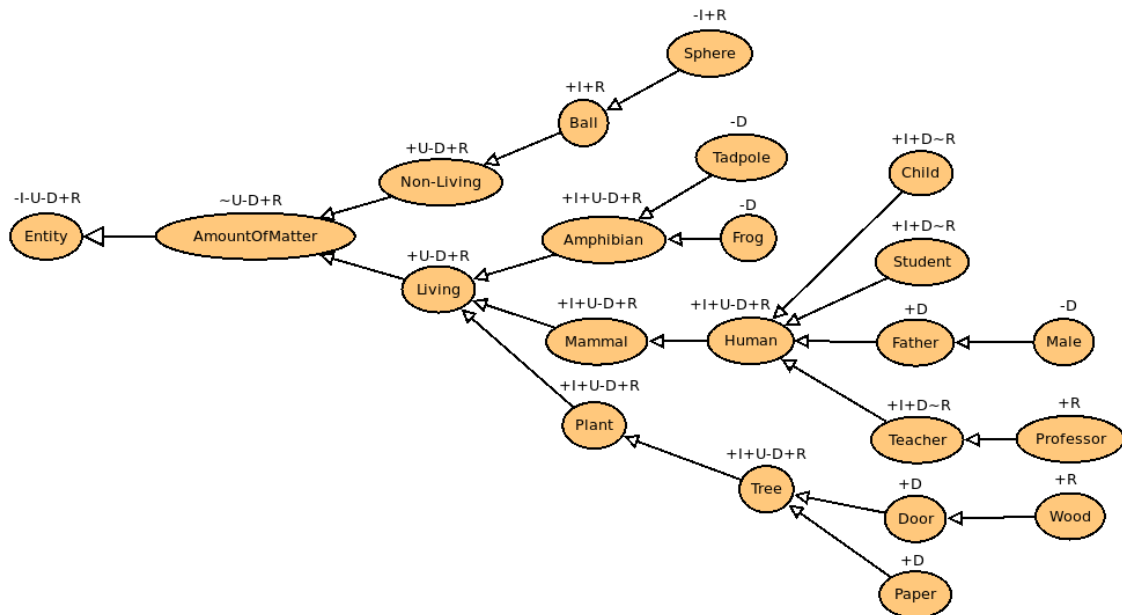 -I+R
Sphere
+I+R
Ball
-D
Tadpole
+U-D+R
Non-Living
+I+D~R
Child
-I-U-D+R
Entity
~U-D+R
AmountOfMatter
+I+U-D+R
Amphibian
-D
Frog
+I+D~R
Student
+U-D+R
Living
+I+U-D+R
Mammal
+I+U-D+R
Human
+D
Father
-D
Male
+I+U-D+R
Plant
+I+D~R
Teacher
+R
Professor
+I+U-D+R
Tree
+D
Door
+R
Wood
+D
Paper